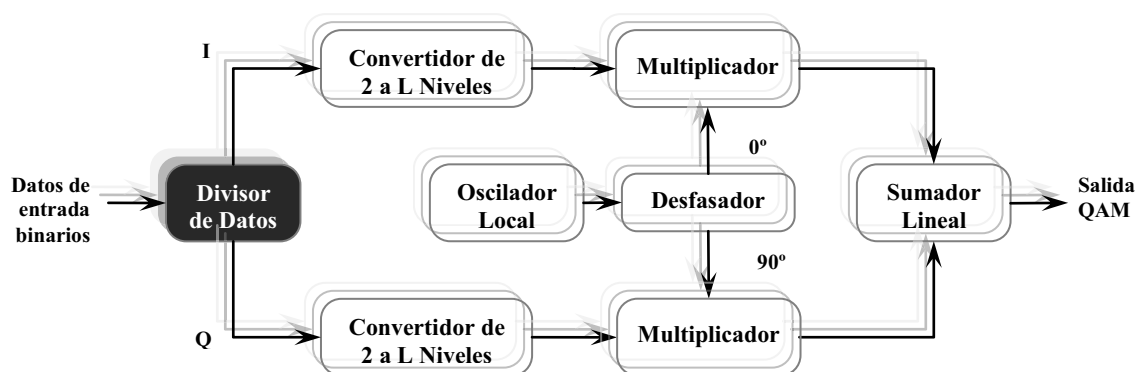 I
Convertidor de
2 a L Niveles
Multiplicador
0º
Datos de
entrada
binarios
Divisor
de Datos
Oscilador
Local
Desfasador
Sumador
Lineal
Salida
QAM
90º
Q
Convertidor de
2 a L Niveles
Multiplicador